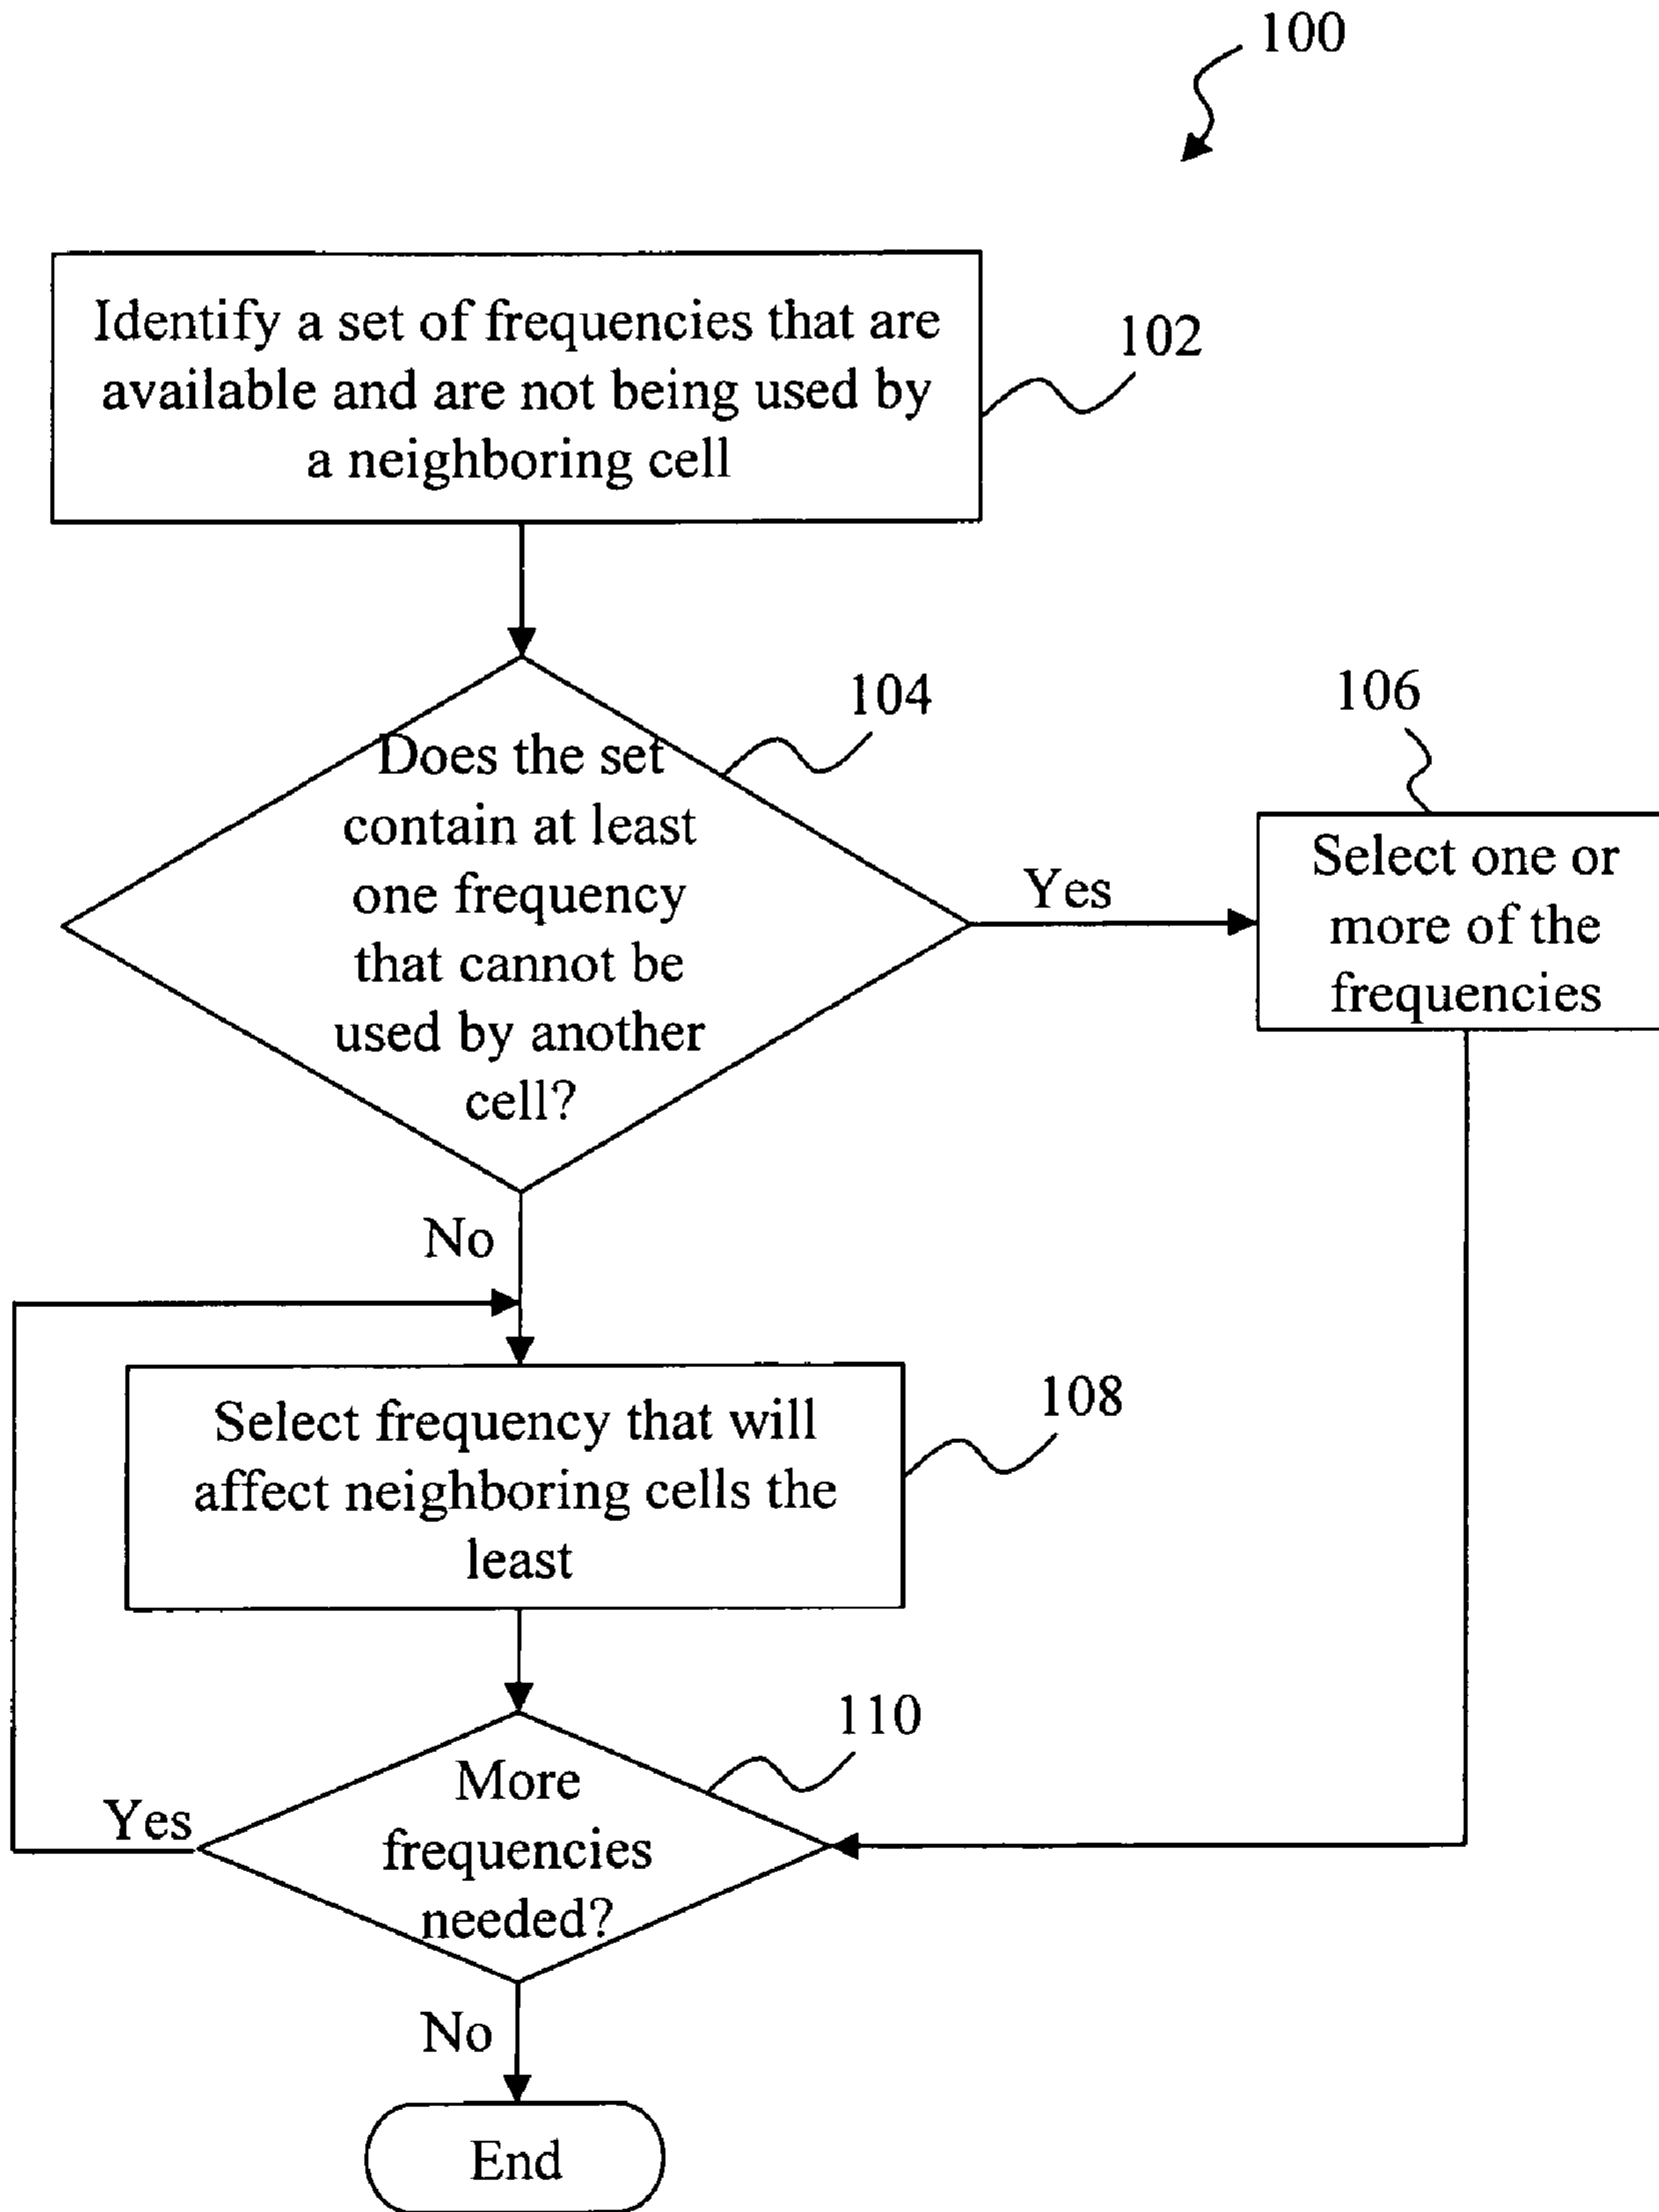 100
Identify a set of frequencies that are
available and are not being used by
a neighboring cell
102
104
Does the set
contain at least
one frequency
that cannot be
used by another
cell?
Yes
106
Select one or
more of the
frequencies
No
108
Select frequency that will
affect neighboring cells the
least
110
More
frequencies
needed?
Yes
No
End